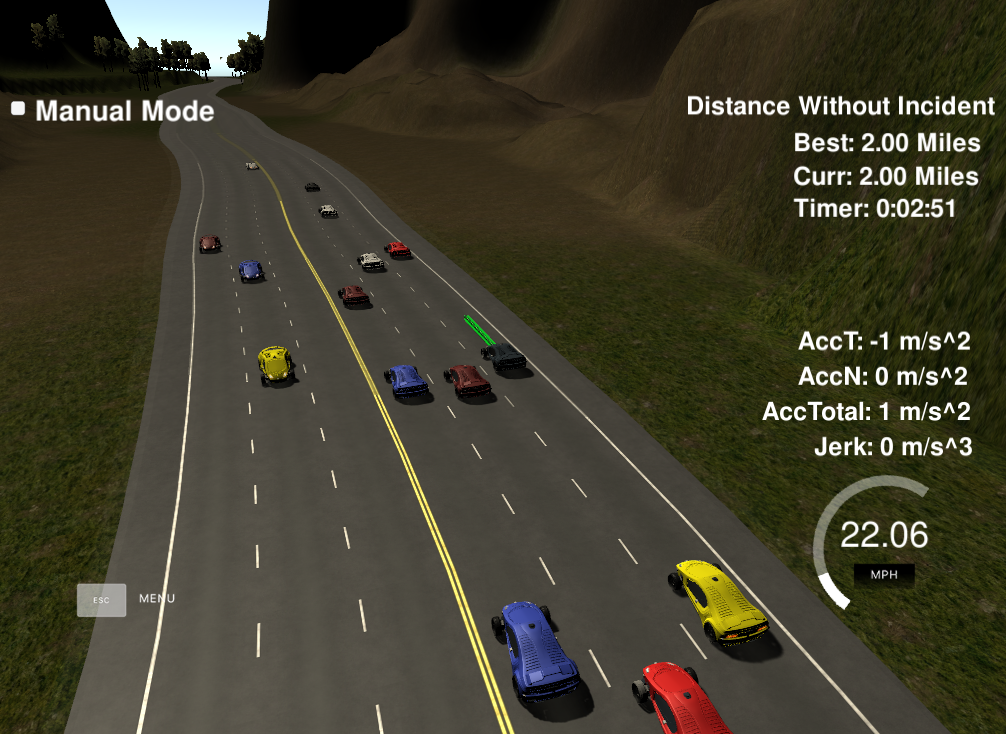 Manual Mode
Distance Without Incident
Best: 2.00 Miles
Curr: 2.00 Miles
Timer: 0:02:51
AccT: -1 m/s^2
AccN: 0 m/s^2
AccTotal: 1 m/s^2
Jerk: 0 m/s^3
22.06
MPH
ESC MENU